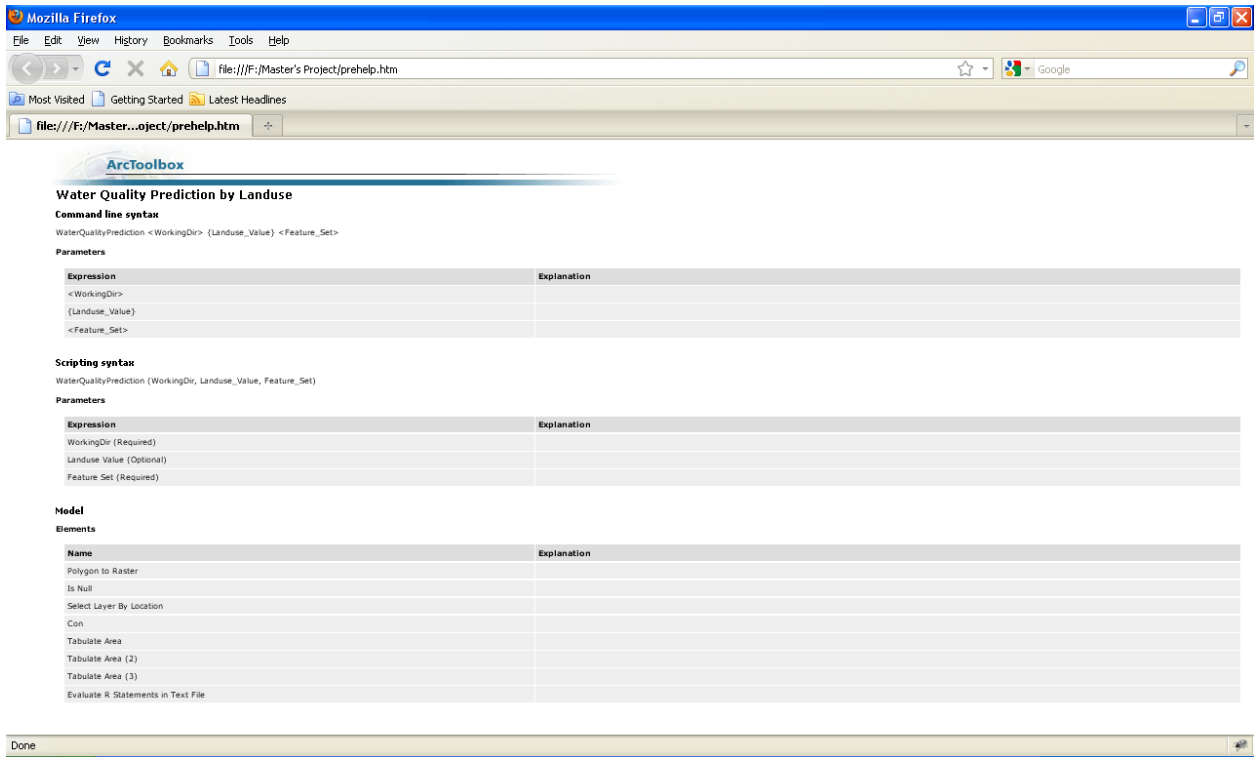 Mozilla Firefox
File Edit View History Bookmarks Tools Help
file:///F:/Master's Project/prehelp.htm
Google
Most Visited Getting Started Latest Headlines
file:///F:/Master...oject/prehelp.htm
ArcToolbox
Water Quality Prediction by Landuse
Command line syntax
WaterQualityPrediction <WorkingDir> {Landuse_Value} <Feature_Set>
Parameters
Expression Explanation
<WorkingDir>
{Landuse_Value}
<Feature_Set>
Scripting syntax
WaterQualityPrediction (WorkingDir, Landuse_Value, Feature_Set)
Parameters
Expression Explanation
WorkingDir (Required)
Landuse Value (Optional)
Feature Set (Required)
Model
Elements
Name Explanation
Polygon to Raster
Is Null
Select Layer By Location
Con
Tabulate Area
Tabulate Area (2)
Tabulate Area (3)
Evaluate R Statements in Text File
Done